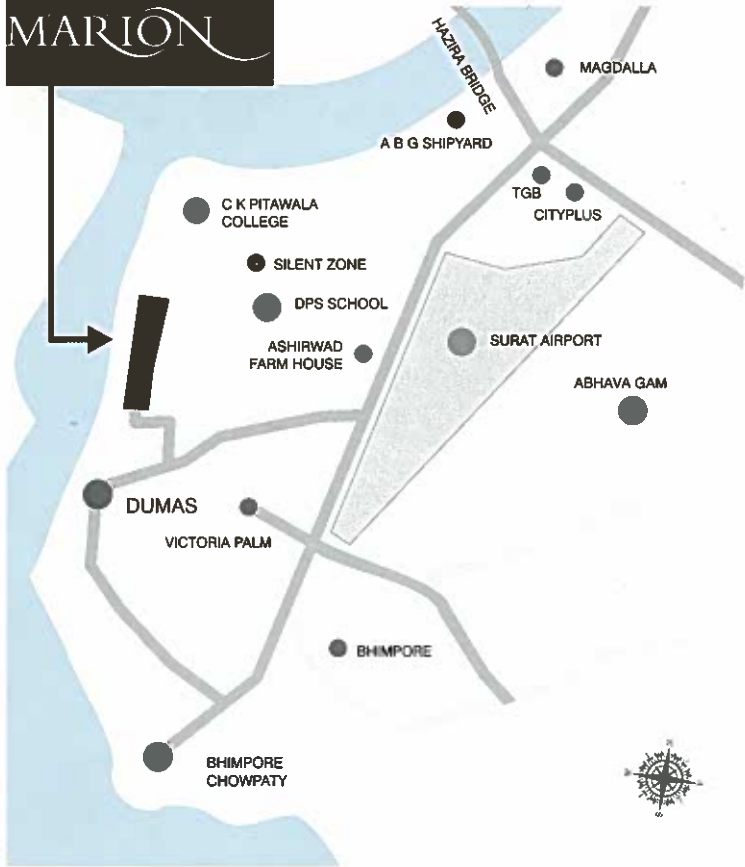 MARION
HAZIRA BRIDGE
MAGDALLA
A B G SHIPYARD
TGB
CITYPLUS
C K PITAWALA
COLLEGE
SILENT ZONE
DPS SCHOOL
ASHIRWAD
FARM HOUSE
SURAT AIRPORT
ABHAVA GAM
DUMAS
VICTORIA PALM
BHIMPORE
BHIMPORE
CHOWPATY